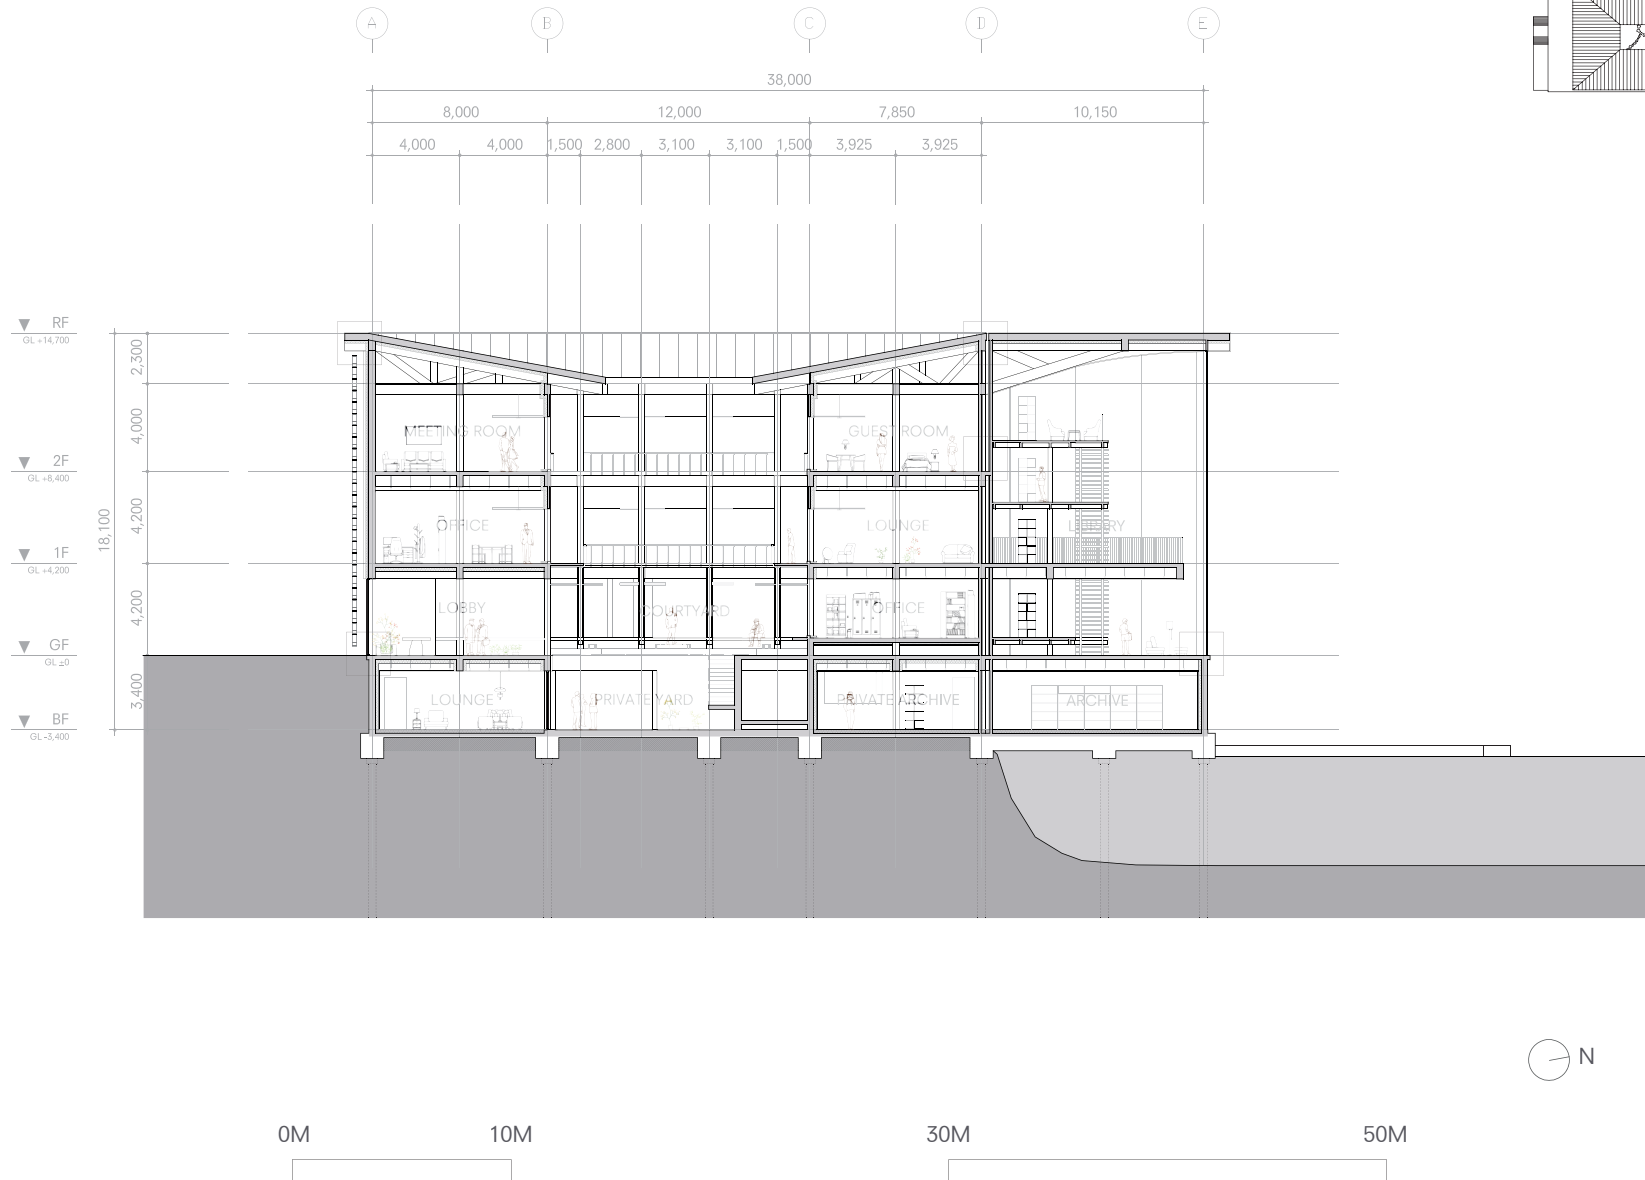 A B C D E
38,000
8,000 12,000 7,850 10,150
4,000 4,000 1,500 2,800 3,100 3,100 1,500 3,925 3,925
RF
GL +14,700
2,300
4,000
MEETING ROOM GUEST ROOM
2F
GL +8,400
18,100
4,200
OFFICE LOUNGE LIBRARY
1F
GL +4,200
4,200
LOBBY COURTYARD OFFICE
GF
GL ±0
3,400
LOUNGE PRIVATE YARD PRIVATE ARCHIVE ARCHIVE
BF
GL -3,400
N
0M 10M 30M 50M